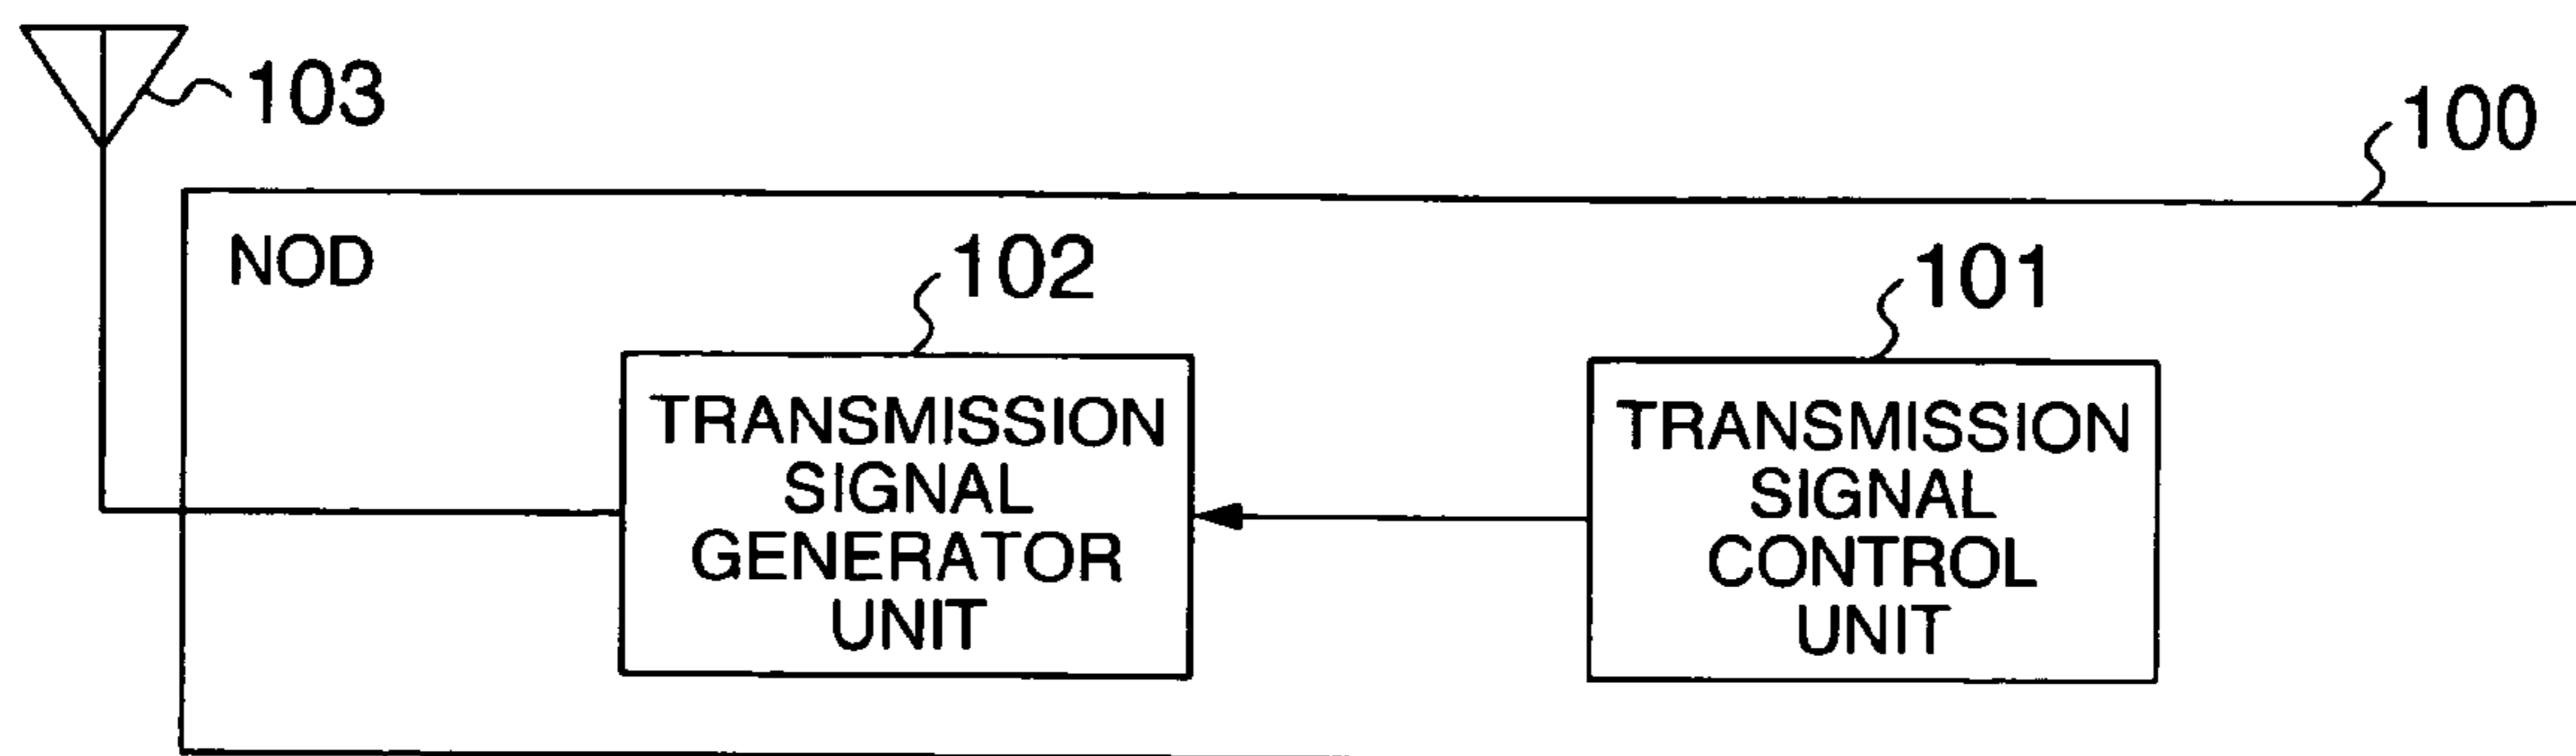 103
100
NOD
102
101
TRANSMISSION
SIGNAL
GENERATOR
UNIT
TRANSMISSION
SIGNAL
CONTROL
UNIT